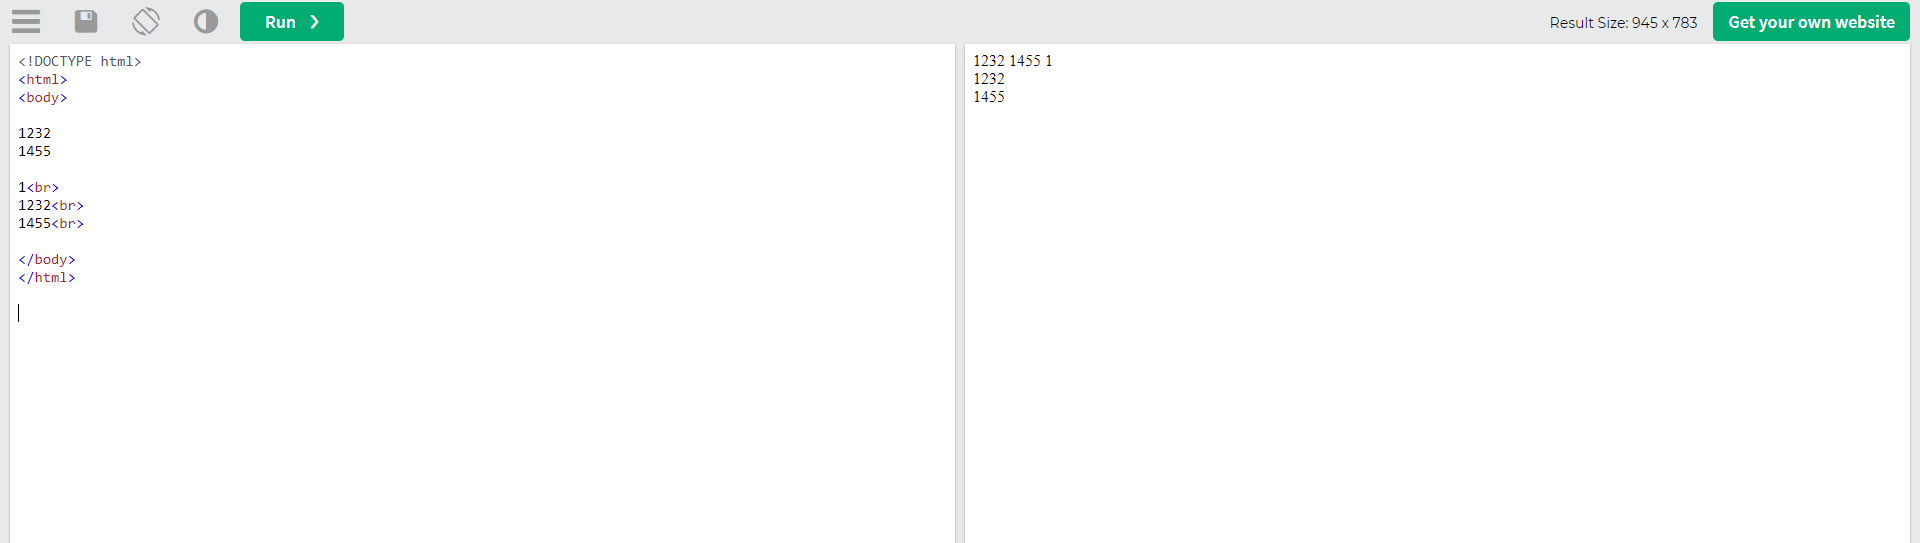 Run ❯
Result Size: 945 x 783
Get your own website
<!DOCTYPE html>
<html>
<body>
1232
1455
1<br>
1232<br>
1455<br>
</body>
</html>
1232 1455 1
1232
1455